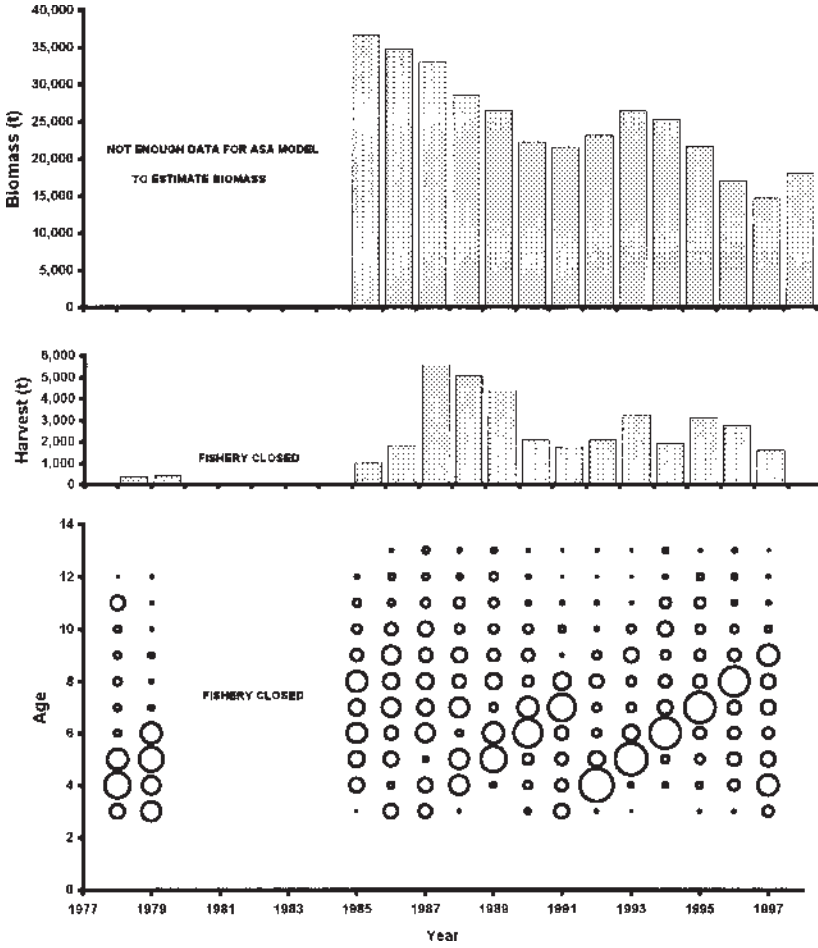 40,000
35,000
30,000
25,000
20,000
15,000
10,000
5,000
0
Biomass (t)
NOT ENOUGH DATA FOR ASA MODEL
TO ESTIMATE BIOMASS
6,000
5,000
4,000
3,000
2,000
1,000
0
Harvest (t)
FISHERY CLOSED
14
12
10
8
6
4
2
0
Age
FISHERY CLOSED
1977 1979 1981 1983 1985 1987 1989 1991 1993 1995 1997
Year